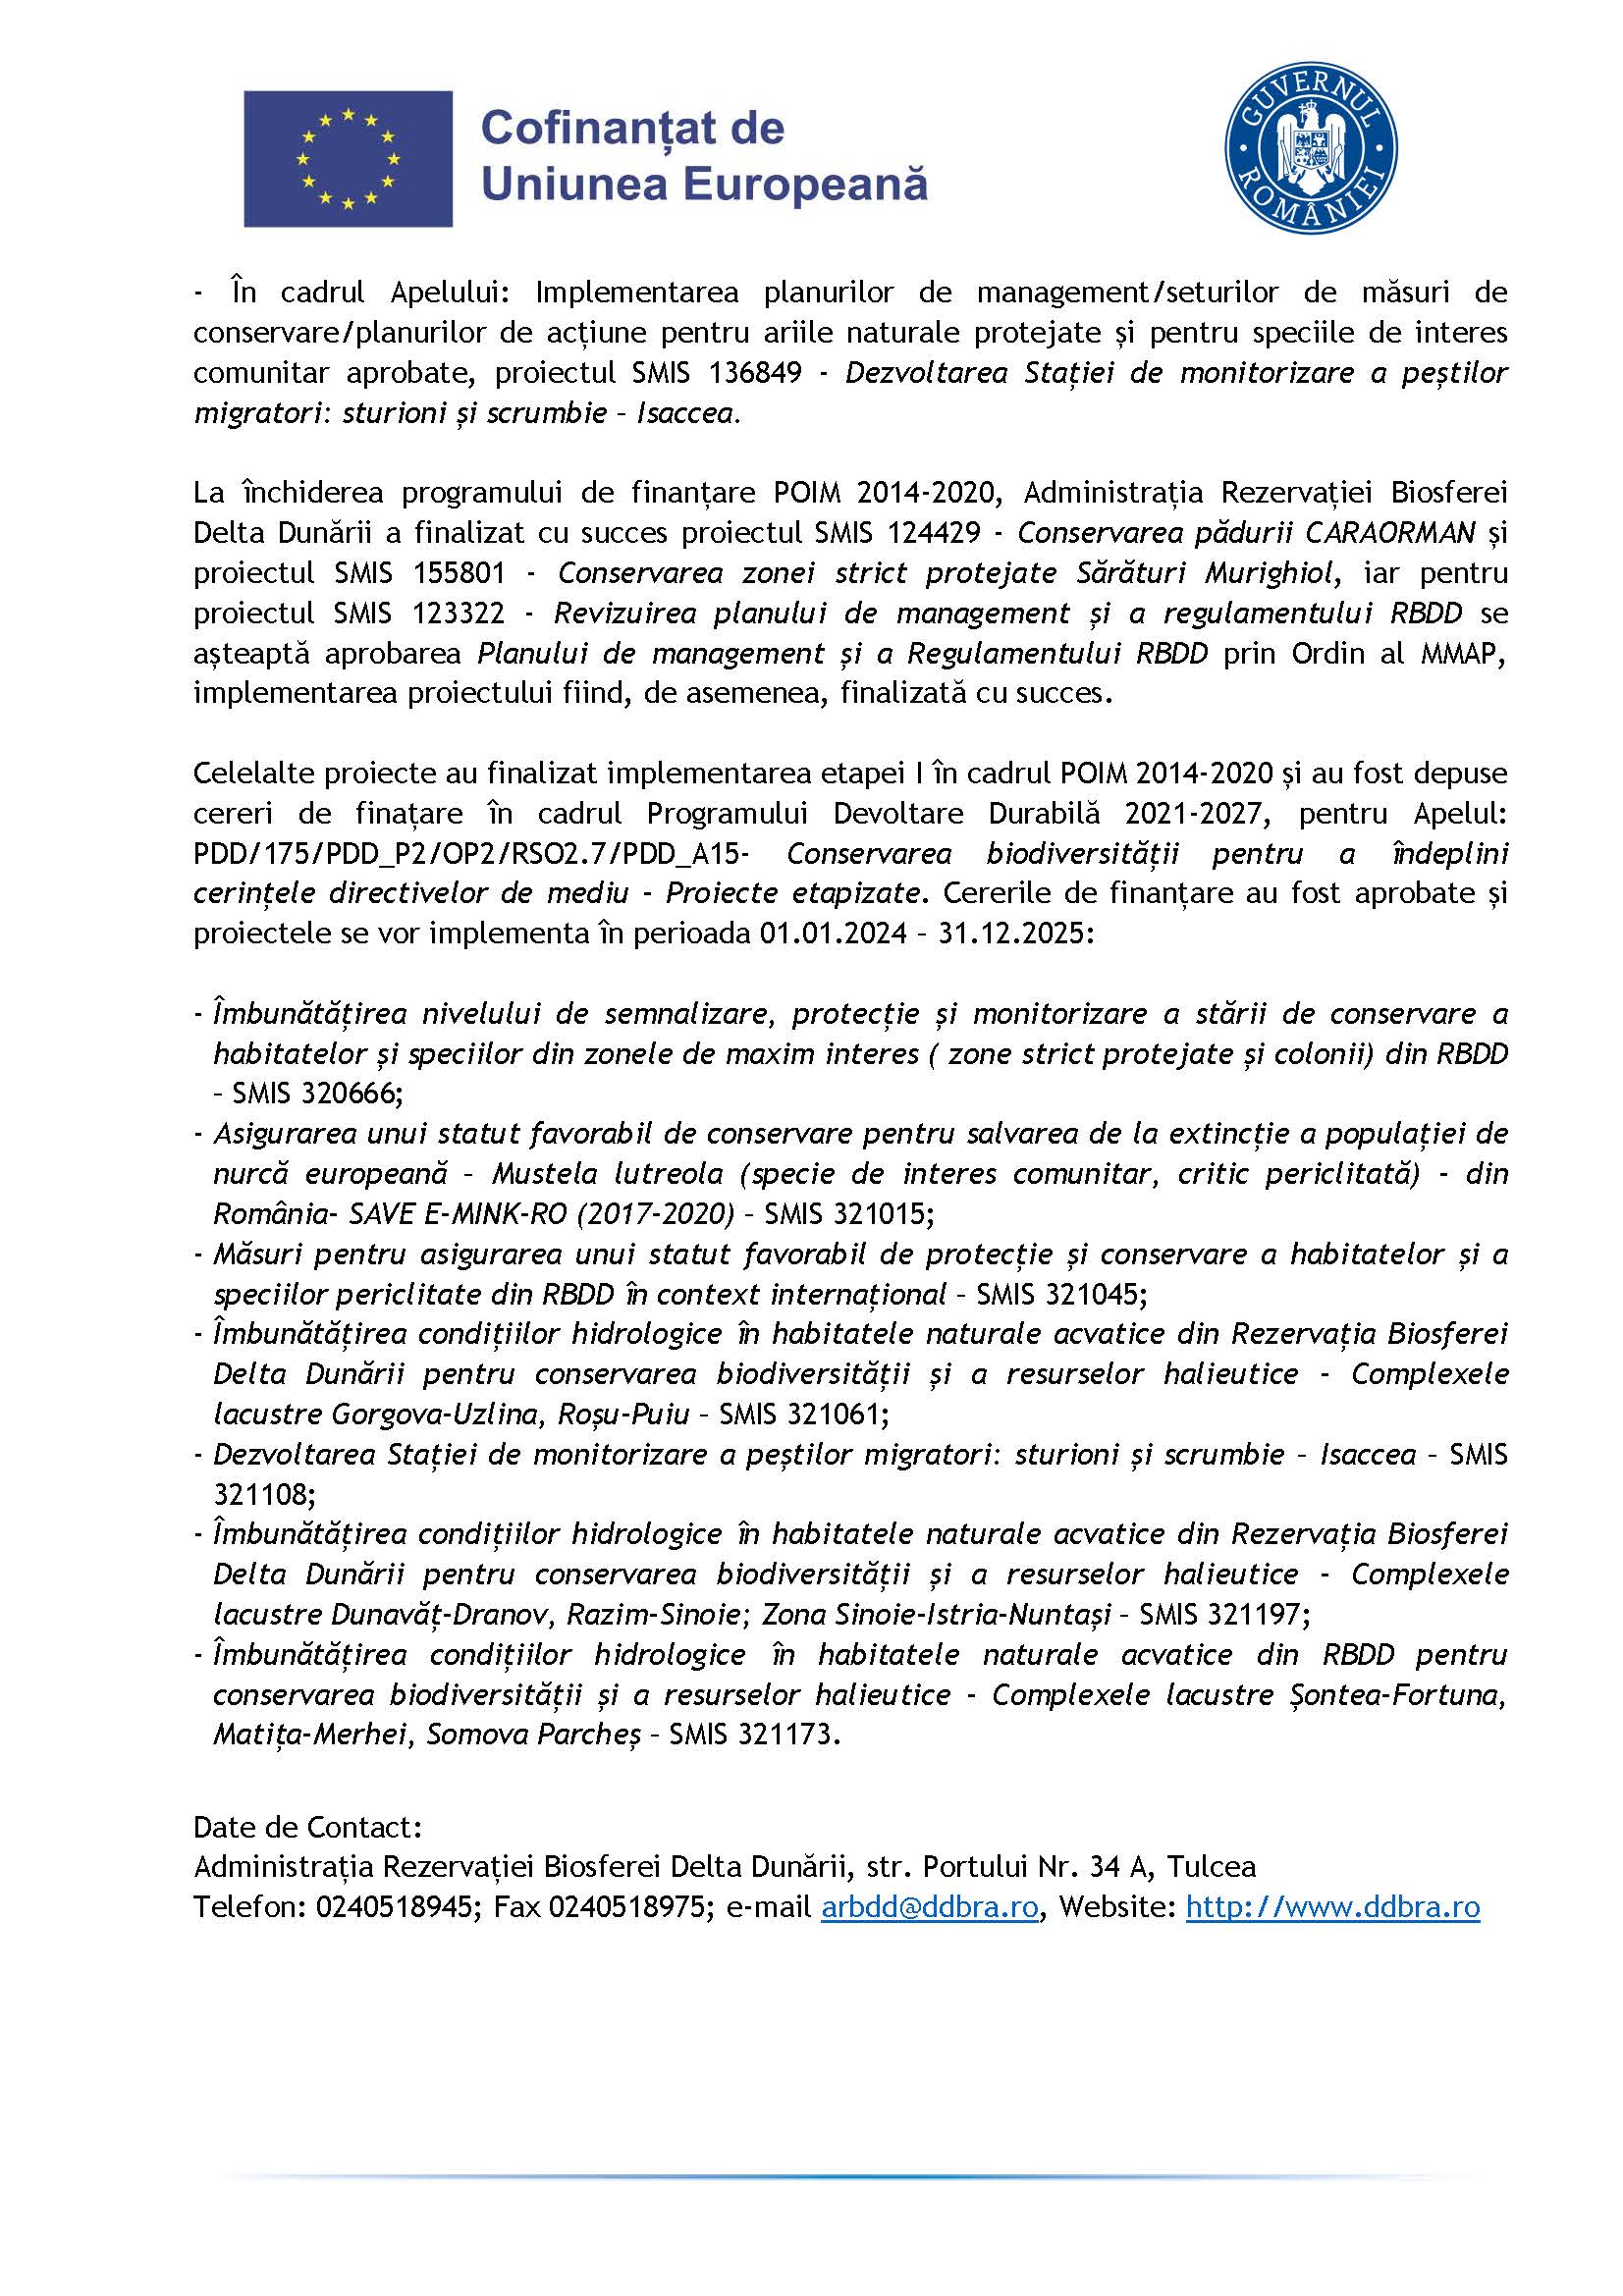 Cofinanțat de
Uniunea Europeană
GUVERNUL ROMÂNIEI
- În cadrul Apelului: Implementarea planurilor de management/seturilor de măsuri de
conservare/planurilor de acțiune pentru ariile naturale protejate și pentru speciile de interes
comunitar aprobate, proiectul SMIS 136849 - Dezvoltarea Stației de monitorizare a peștilor
migratori: sturioni și scrumbie – Isaccea.
La închiderea programului de finanțare POIM 2014-2020, Administrația Rezervației Biosferei
Delta Dunării a finalizat cu succes proiectul SMIS 124429 - Conservarea pădurii CARAORMAN și
proiectul SMIS 155801 - Conservarea zonei strict protejate Sărături Murighiol, iar pentru
proiectul SMIS 123322 - Revizuirea planului de management și a regulamentului RBDD se
așteaptă aprobarea Planului de management și a Regulamentului RBDD prin Ordin al MMAP,
implementarea proiectului fiind, de asemenea, finalizată cu succes.
Celelalte proiecte au finalizat implementarea etapei I în cadrul POIM 2014-2020 și au fost depuse
cereri de finațare în cadrul Programului Devoltare Durabilă 2021-2027, pentru Apelul:
PDD/175/PDD_P2/OP2/RSO2.7/PDD_A15- Conservarea biodiversității pentru a îndeplini
cerințele directivelor de mediu - Proiecte etapizate. Cererile de finanțare au fost aprobate și
proiectele se vor implementa în perioada 01.01.2024 – 31.12.2025:
- Îmbunătățirea nivelului de semnalizare, protecție și monitorizare a stării de conservare a
habitatelor și speciilor din zonele de maxim interes ( zone strict protejate și colonii) din RBDD
– SMIS 320666;
- Asigurarea unui statut favorabil de conservare pentru salvarea de la extincție a populației de
nurcă europeană – Mustela lutreola (specie de interes comunitar, critic periclitată) - din
România- SAVE E-MINK-RO (2017-2020) – SMIS 321015;
- Măsuri pentru asigurarea unui statut favorabil de protecție și conservare a habitatelor și a
speciilor periclitate din RBDD în context internațional – SMIS 321045;
- Îmbunătățirea condițiilor hidrologice în habitatele naturale acvatice din Rezervația Biosferei
Delta Dunării pentru conservarea biodiversității și a resurselor halieutice - Complexele
lacustre Gorgova-Uzlina, Roșu-Puiu – SMIS 321061;
- Dezvoltarea Stației de monitorizare a peștilor migratori: sturioni și scrumbie – Isaccea – SMIS
321108;
- Îmbunătățirea condițiilor hidrologice în habitatele naturale acvatice din Rezervația Biosferei
Delta Dunării pentru conservarea biodiversității și a resurselor halieutice - Complexele
lacustre Dunavăț-Dranov, Razim-Sinoie; Zona Sinoie-Istria-Nuntași – SMIS 321197;
- Îmbunătățirea condițiilor hidrologice în habitatele naturale acvatice din RBDD pentru
conservarea biodiversității și a resurselor halieutice - Complexele lacustre Șontea-Fortuna,
Matița-Merhei, Somova Parcheș – SMIS 321173.
Date de Contact:
Administrația Rezervației Biosferei Delta Dunării, str. Portului Nr. 34 A, Tulcea
Telefon: 0240518945; Fax 0240518975; e-mail arbdd@ddbra.ro, Website: http://www.ddbra.ro